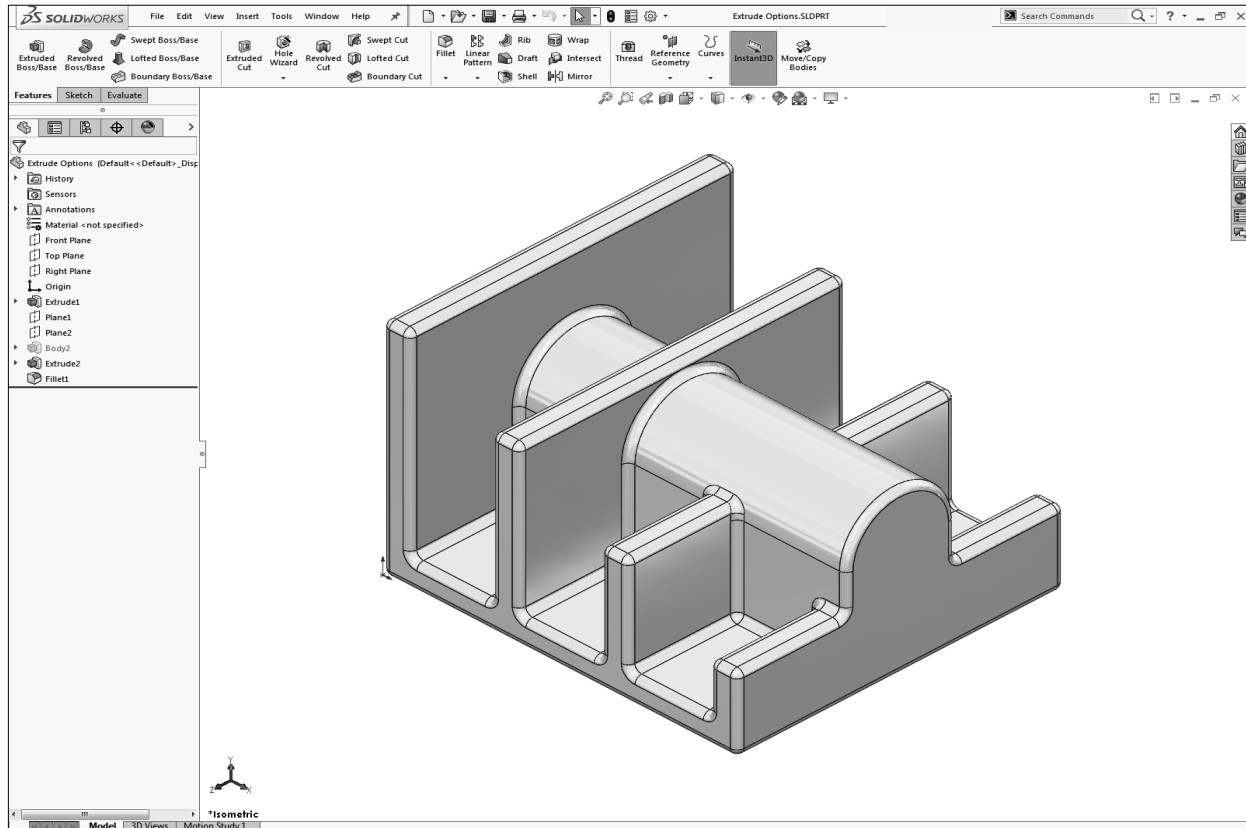 SOLIDWORKS File Edit View Insert Tools Window Help Extrude Options.SLDPRT Search Commands ?
Extruded Boss/Base
Revolved Boss/Base
Swept Boss/Base
Lofted Boss/Base
Boundary Boss/Base
Extruded Cut
Hole Wizard
Revolved Cut
Swept Cut
Lofted Cut
Boundary Cut
Fillet
Linear Pattern
Rib
Draft
Shell
Wrap
Intersect
Mirror
Thread
Reference Geometry
Curves
Instant3D
Move/Copy Bodies
Features Sketch Evaluate
Extrude Options (Default<<Default>_Disp
History
Sensors
Annotations
Material <not specified>
Front Plane
Top Plane
Right Plane
Origin
Extrude1
Plane1
Plane2
Body2
Extrude2
Fillet1
Y
Z X
*Isometric
Model 3D Views Motion Study 1